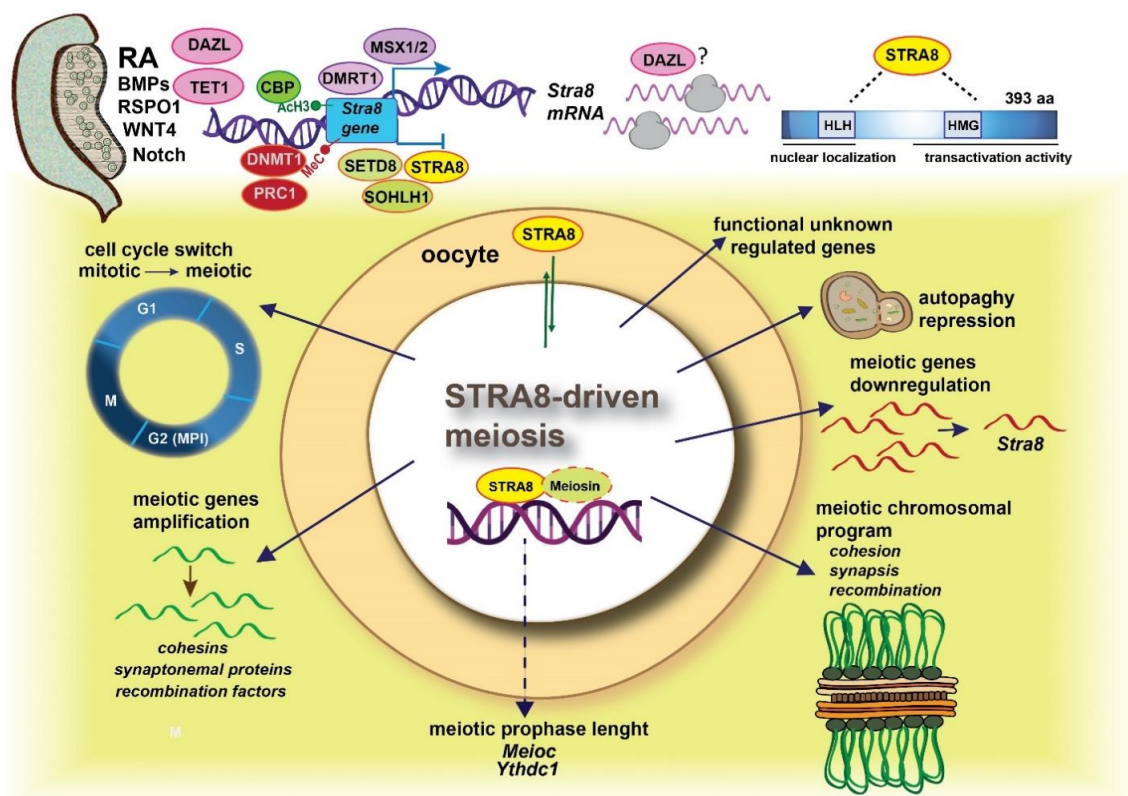 RA
BMPs
RSPO1
WNT4
Notch
DAZL
TET1
CBP
AcH3
DMRT1
MSX1/2
Stra8
gene
DNMT1
MeC
PRC1
SETD8
STRA8
SOHLH1
Stra8
mRNA
DAZL
?
STRA8
393 aa
HLH
HMG
nuclear localization
transactivation activity
cell cycle switch
mitotic → meiotic
G1
S
M
G2 (MPI)
oocyte
STRA8
functional unknown
regulated genes
autopaghy
repression
meiotic genes
downregulation
Stra8
STRA8-driven
meiosis
STRA8
Meiosin
meiotic genes
amplification
cohesins
synaptonemal proteins
recombination factors
M
meiotic chromosomal
program
cohesion
synapsis
recombination
meiotic prophase lenght
Meioc
Ythdc1